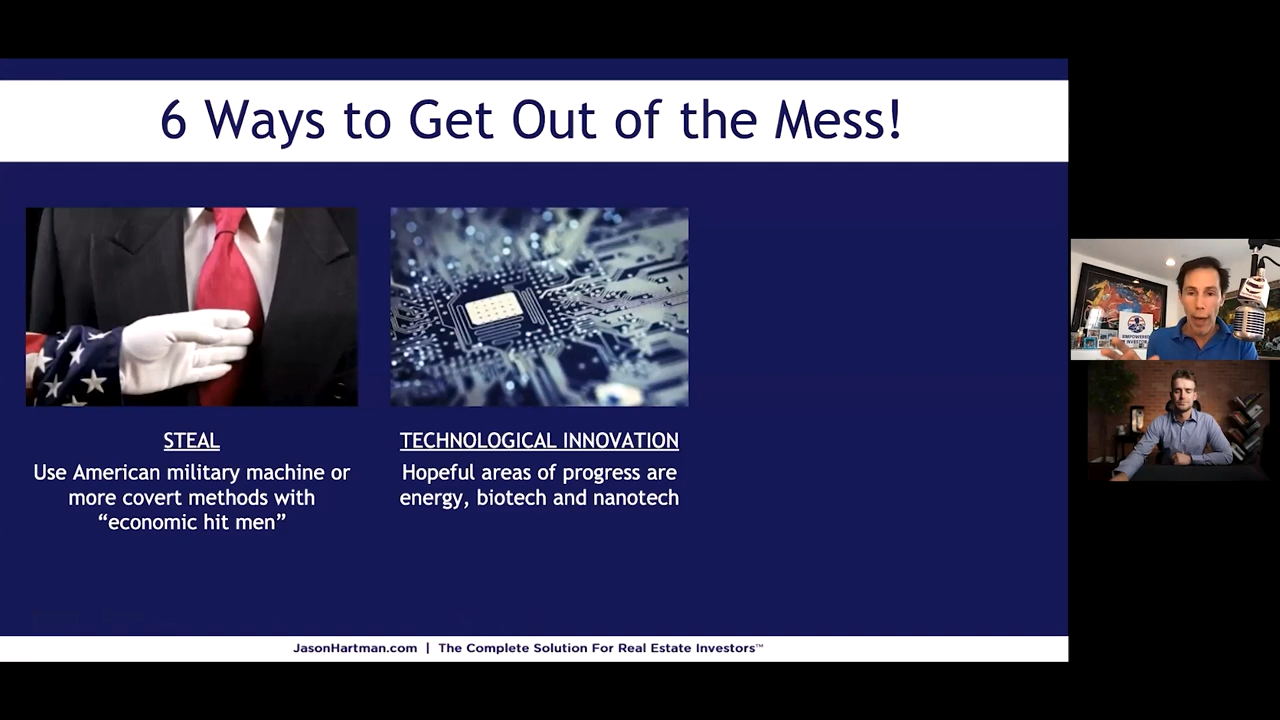 6 Ways to Get Out of the Mess!
STEAL
Use American military machine or
more covert methods with
“economic hit men”
TECHNOLOGICAL INNOVATION
Hopeful areas of progress are
energy, biotech and nanotech
JasonHartman.com | The Complete Solution For Real Estate Investors™
EMPOWERED
INVESTOR